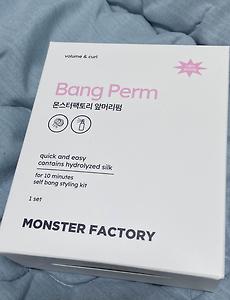 volume & curl
Bang Perm
몬스터팩토리 앞머리펌
quick and easy
contains hydrolyzed silk
for 10 minutes
self bang styling kit
1 set
MONSTER FACTORY